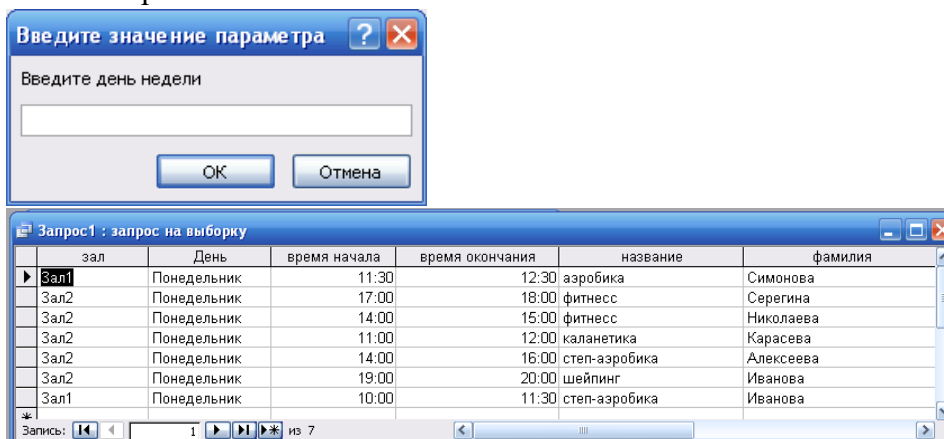 Введите значение параметра
Введите день недели
ОК Отмена
Запрос1 : запрос на выборку
зал День время начала время окончания название фамилия
Зал1 Понедельник 11:30 12:30 аэробика Симонова
Зал2 Понедельник 17:00 18:00 фитнесс Серегина
Зал2 Понедельник 14:00 15:00 фитнесс Николаева
Зал2 Понедельник 11:00 12:00 каланетика Карасева
Зал2 Понедельник 14:00 16:00 степ-аэробика Алексеева
Зал2 Понедельник 19:00 20:00 шейпинг Иванова
Зал1 Понедельник 10:00 11:30 степ-аэробика Иванова
Запись: 1 из 7